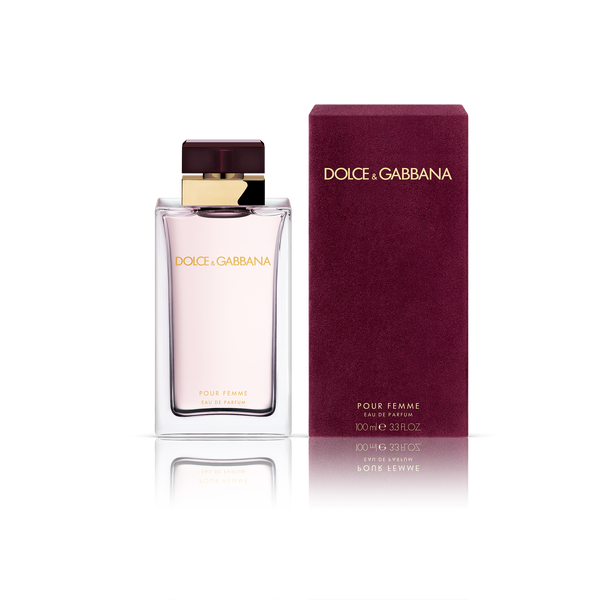 DOLCE & GABBANA
POUR FEMME
EAU DE PARFUM
DOLCE & GABBANA
POUR FEMME
EAU DE PARFUM
100 ml ℮ 3.3 FL.OZ.